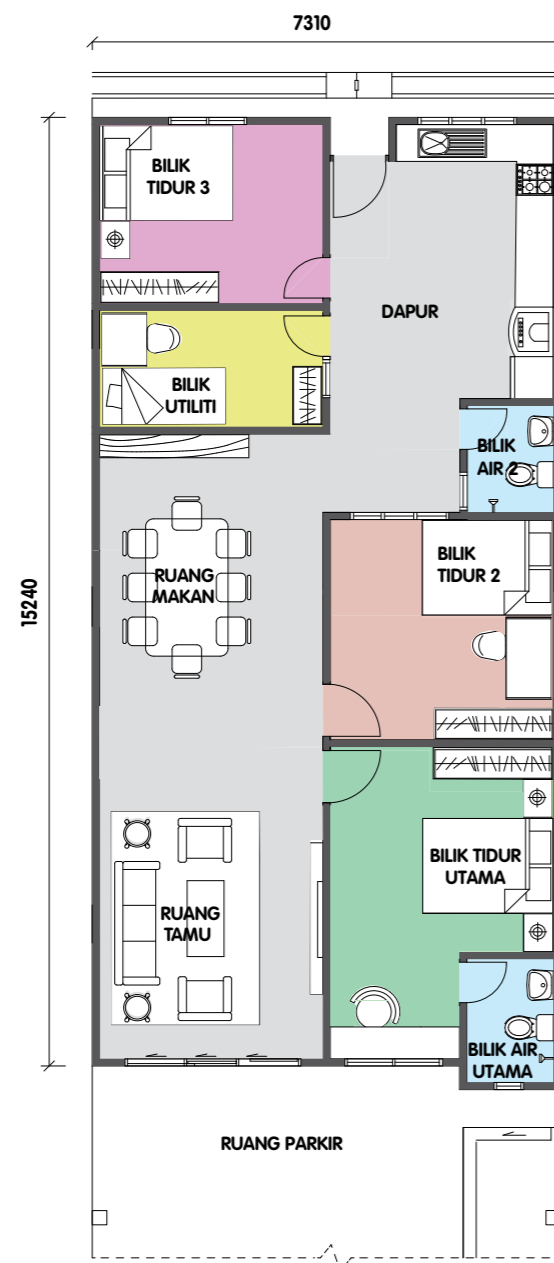 7310
BILIK
TIDUR 3
DAPUR
BILIK
UTILITI
BILIK
AIR 2
BILIK
TIDUR 2
RUANG
MAKAN
15240
BILIK TIDUR
UTAMA
RUANG
TAMU
BILIK AIR
UTAMA
RUANG PARKIR